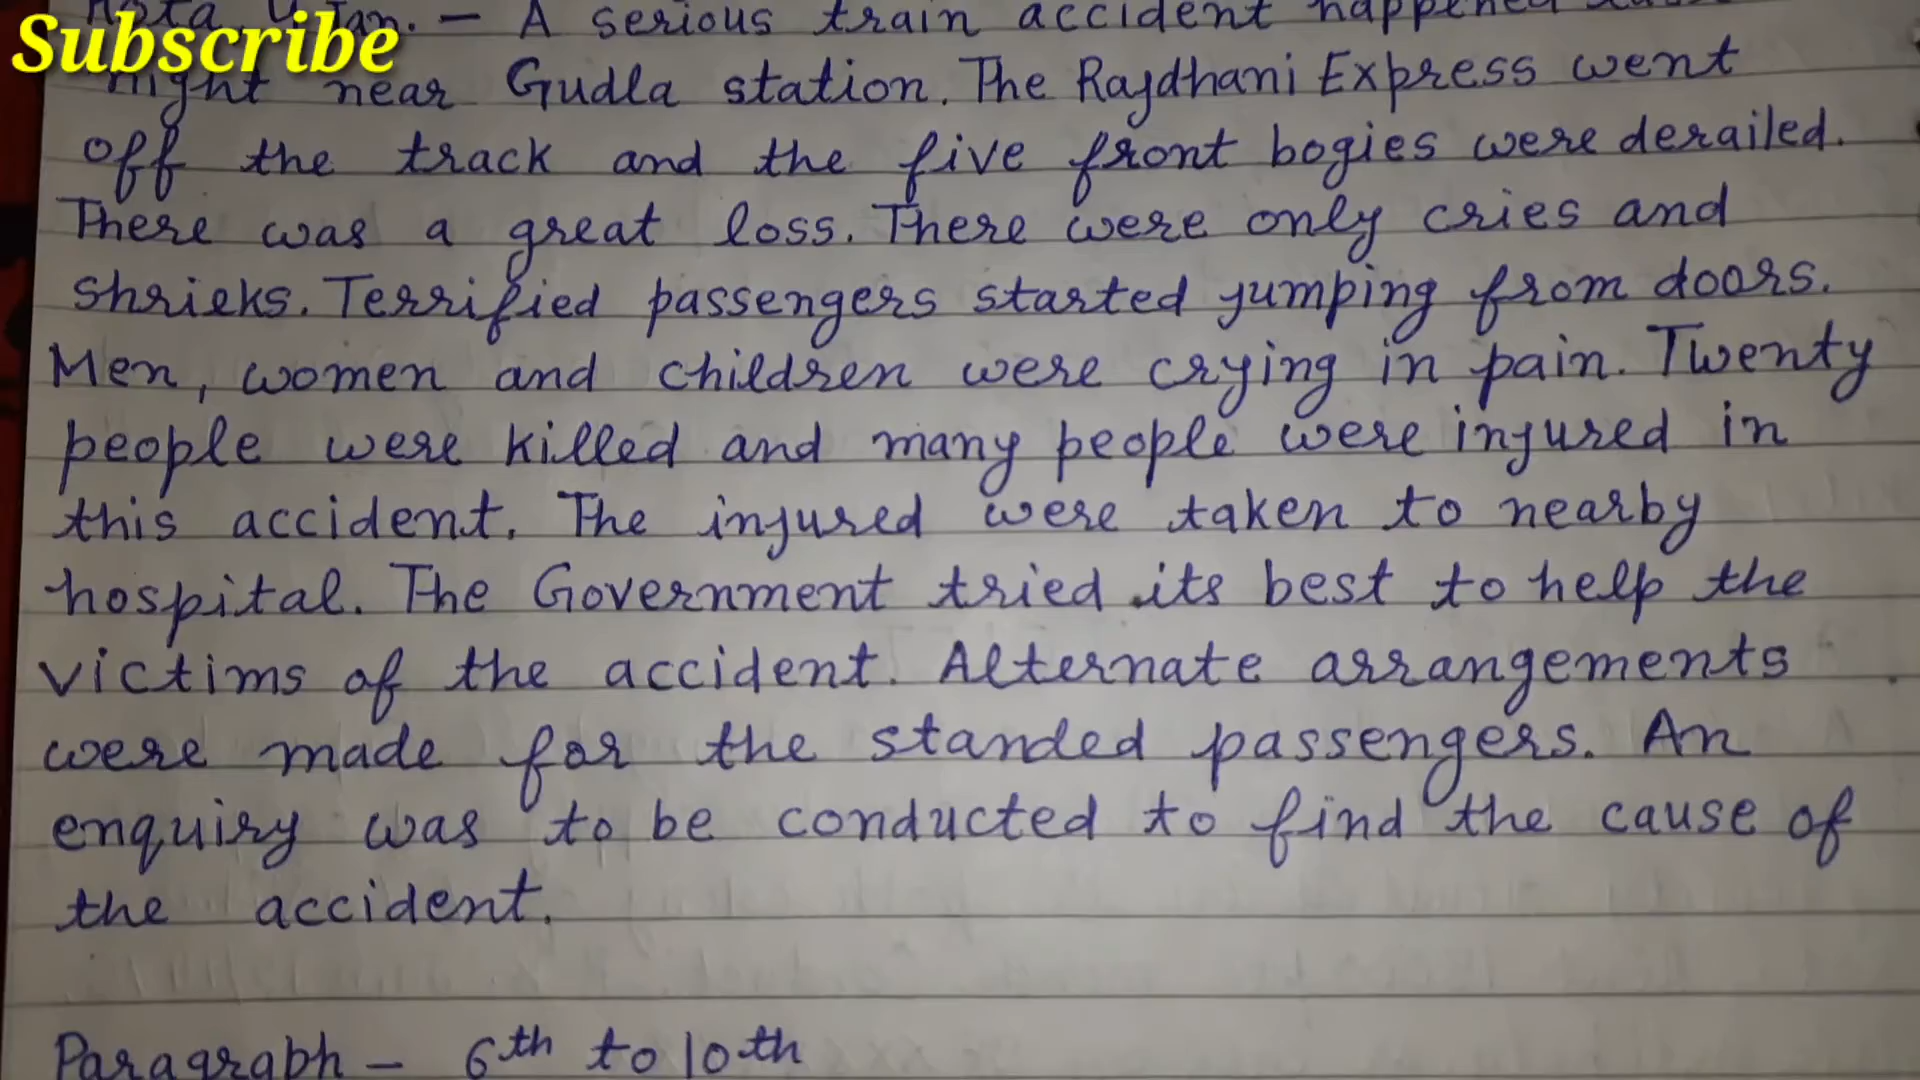 Subscribe
Jan. - A serious train accident happened
night near Gudla station. The Rajdhani Express went
off the track and the five front bogies were derailed.
There was a great loss. There were only cries and
shrieks. Terrified passengers started jumping from doors.
Men, women and children were crying in pain. Twenty
people were killed and many people were injured in
this accident. The injured were taken to nearby
hospital. The Government tried its best to help the
victims of the accident. Alternate arrangements
were made for the standed passengers. An
enquiry was to be conducted to find the cause of
the accident.
Paragraph - 6th to 10th